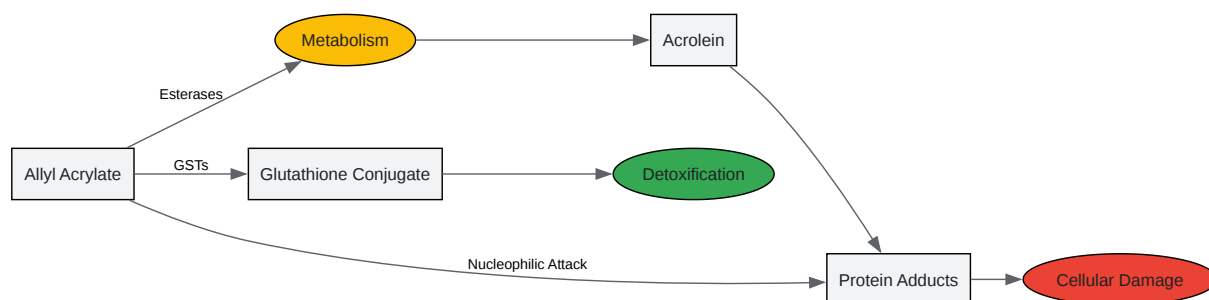 Metabolism
Acrolein
Esterases
Allyl Acrylate
GSTs
Glutathione Conjugate
Detoxification
Nucleophilic Attack
Protein Adducts
Cellular Damage